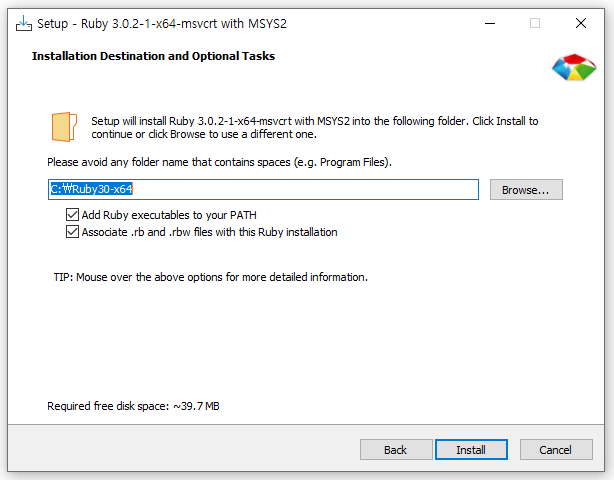 Setup - Ruby 3.0.2-1-x64-msvcrt with MSYS2
Installation Destination and Optional Tasks
Setup will install Ruby 3.0.2-1-x64-msvcrt with MSYS2 into the following folder. Click Install to
continue or click Browse to use a different one.
Please avoid any folder name that contains spaces (e.g. Program Files).
C:₩Ruby30-x64
Browse...
Add Ruby executables to your PATH
Associate .rb and .rbw files with this Ruby installation
TIP: Mouse over the above options for more detailed information.
Required free disk space: ~39.7 MB
Back
Install
Cancel